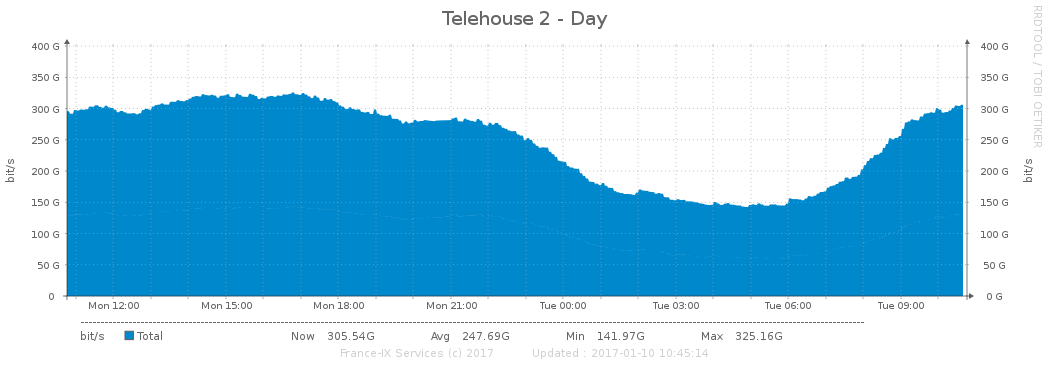 Telehouse 2 - Day
RRDTOOL / TOBI OETIKER
400 G 400 G
350 G 350 G
300 G 300 G
250 G 250 G
200 G 200 G
150 G 150 G
100 G 100 G
50 G 50 G
0 0 G
bit/s bit/s
Mon 12:00 Mon 15:00 Mon 18:00 Mon 21:00 Tue 00:00 Tue 03:00 Tue 06:00 Tue 09:00
bit/s Total Now 305.54G Avg 247.69G Min 141.97G Max 325.16G
France-IX Services (c) 2017 Updated : 2017-01-10 10:45:14